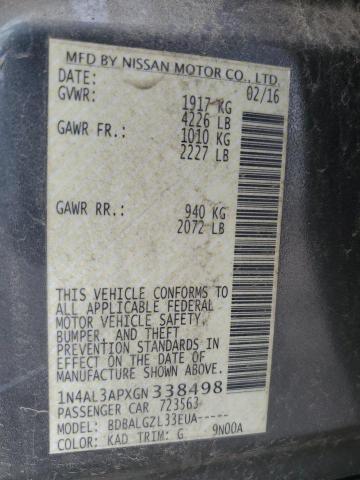 MFD BY NISSAN MOTOR CO., LTD.
DATE: 02/16
GVWR: 1917 KG
4226 LB
GAWR FR.: 1010 KG
2227 LB
GAWR RR.: 940 KG
2072 LB
THIS VEHICLE CONFORMS TO
ALL APPLICABLE FEDERAL
MOTOR VEHICLE SAFETY,
BUMPER, AND THEFT
PREVENTION STANDARDS IN
EFFECT ON THE DATE OF
MANUFACTURE SHOWN ABOVE.
1N4AL3APXGN338498
PASSENGER CAR 723563
MODEL: BDBALGZL33EUA-----
COLOR: KAD TRIM: G 9N00A